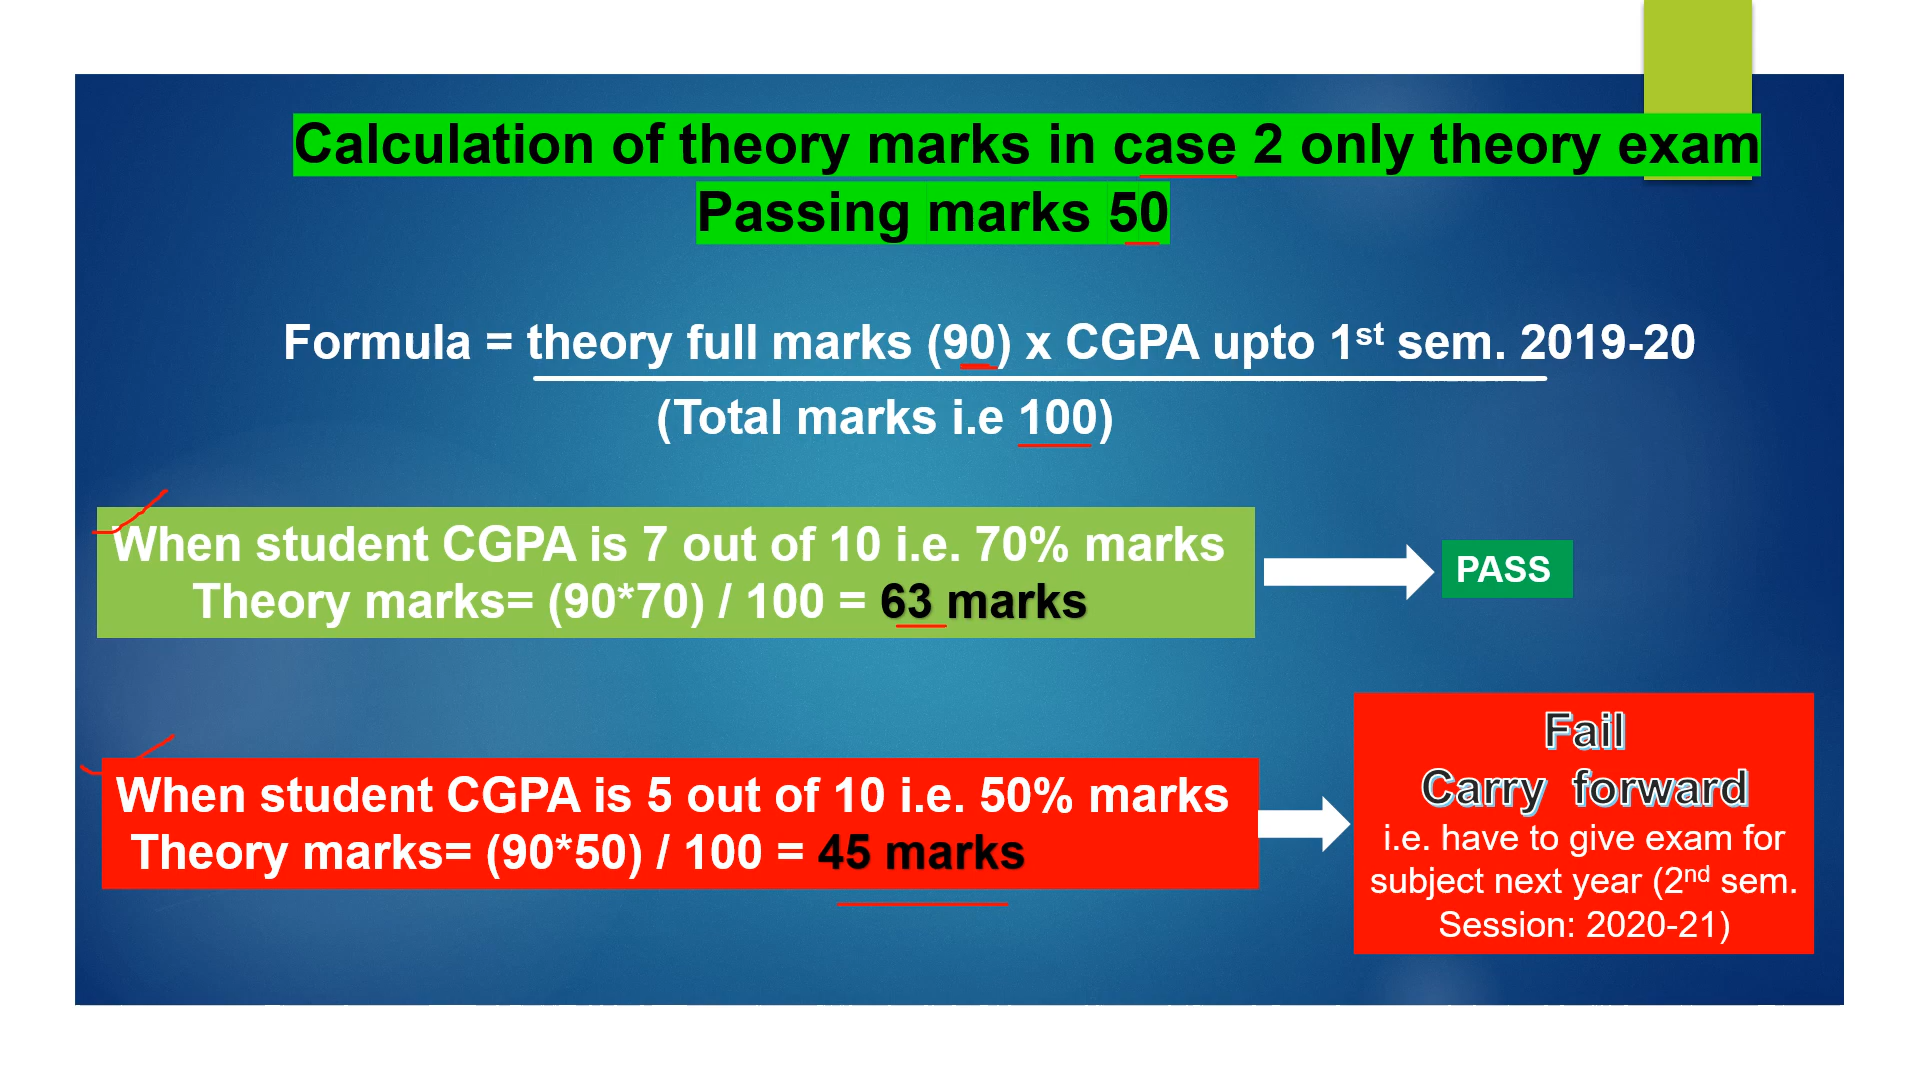 Calculation of theory marks in case 2 only theory exam
Passing marks 50
Formula = theory full marks (90) x CGPA upto 1st sem. 2019-20
(Total marks i.e 100)
When student CGPA is 7 out of 10 i.e. 70% marks
Theory marks= (90*70) / 100 = 63 marks
PASS
When student CGPA is 5 out of 10 i.e. 50% marks
Theory marks= (90*50) / 100 = 45 marks
Fail
Carry forward
i.e. have to give exam for
subject next year (2nd sem.
Session: 2020-21)